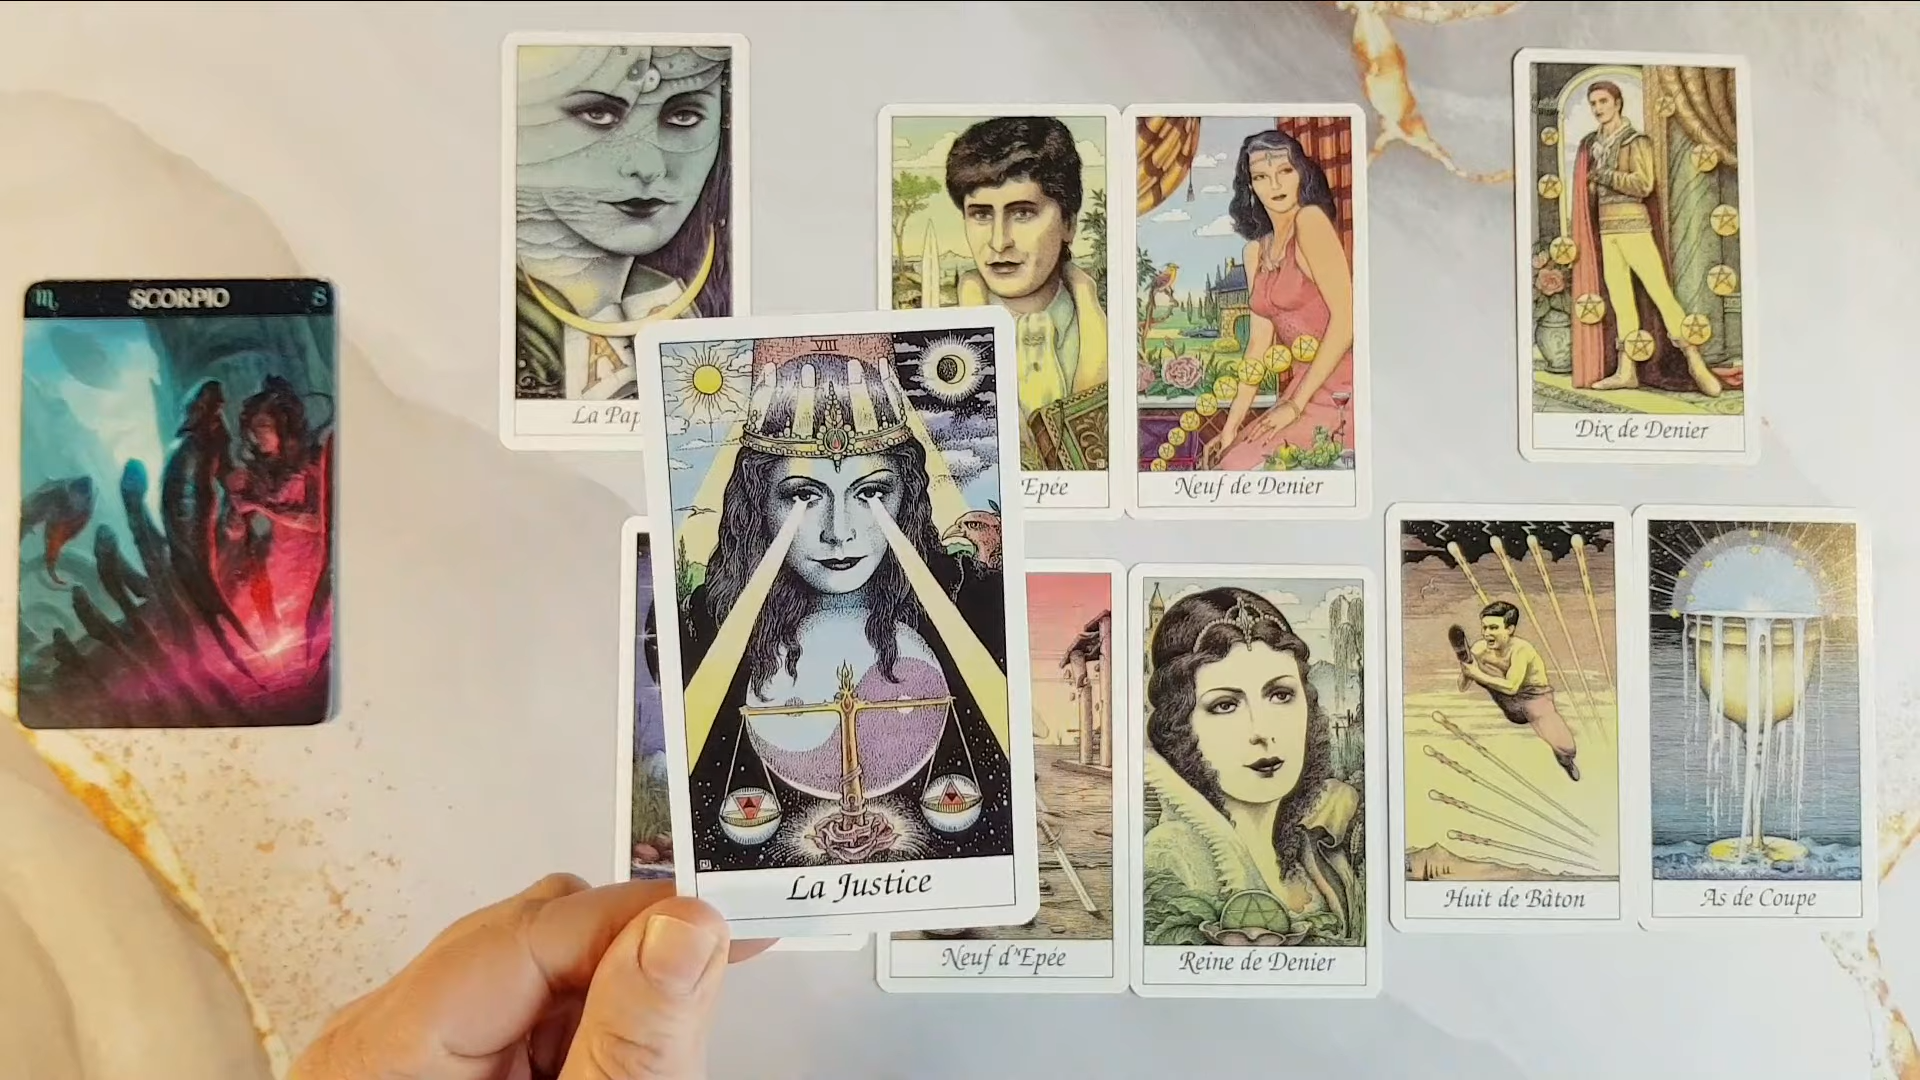 ♏ SCORPIO 8
La Pap
VIII
Epée
Neuf de Denier
Dix de Denier
La Justice
Neuf d'Epée
Reine de Denier
Huit de Bâton
As de Coupe